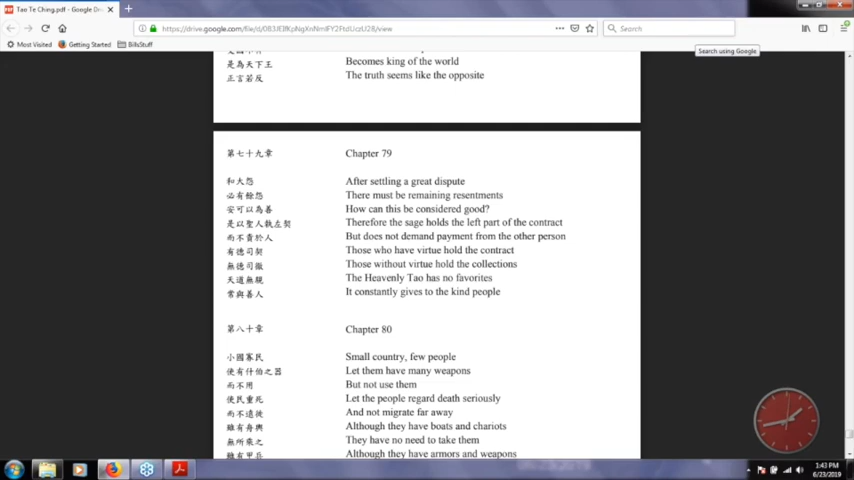 Tae Te Ching.pdf - Google Dri
https://drive.google.com/file/d/
/view
Search
Most Visited
Getting Started
BillsStuff
Search using Google
是為天下王 Becomes king of the world
正言若反 The truth seems like the opposite
第七十九章 Chapter 79
和大怨 After settling a great dispute
必有餘怨 There must be remaining resentments
安可以為善 How can this be considered good?
是以聖人執左契 Therefore the sage holds the left part of the contract
而不責於人 But does not demand payment from the other person
有德司契 Those who have virtue hold the contract
無德司徹 Those without virtue hold the collections
天道無親 The Heavenly Tao has no favorites
常與善人 It constantly gives to the kind people
第八十章 Chapter 80
小國寡民 Small country, few people
使有什伯之器 Let them have many weapons
而不用 But not use them
使民重死 Let the people regard death seriously
而不遠徙 And not migrate far away
雖有舟輿 Although they have boats and chariots
無所乘之 They have no need to take them
雖有甲兵 Although they have armors and weapons
1:43 PM
6/23/2019